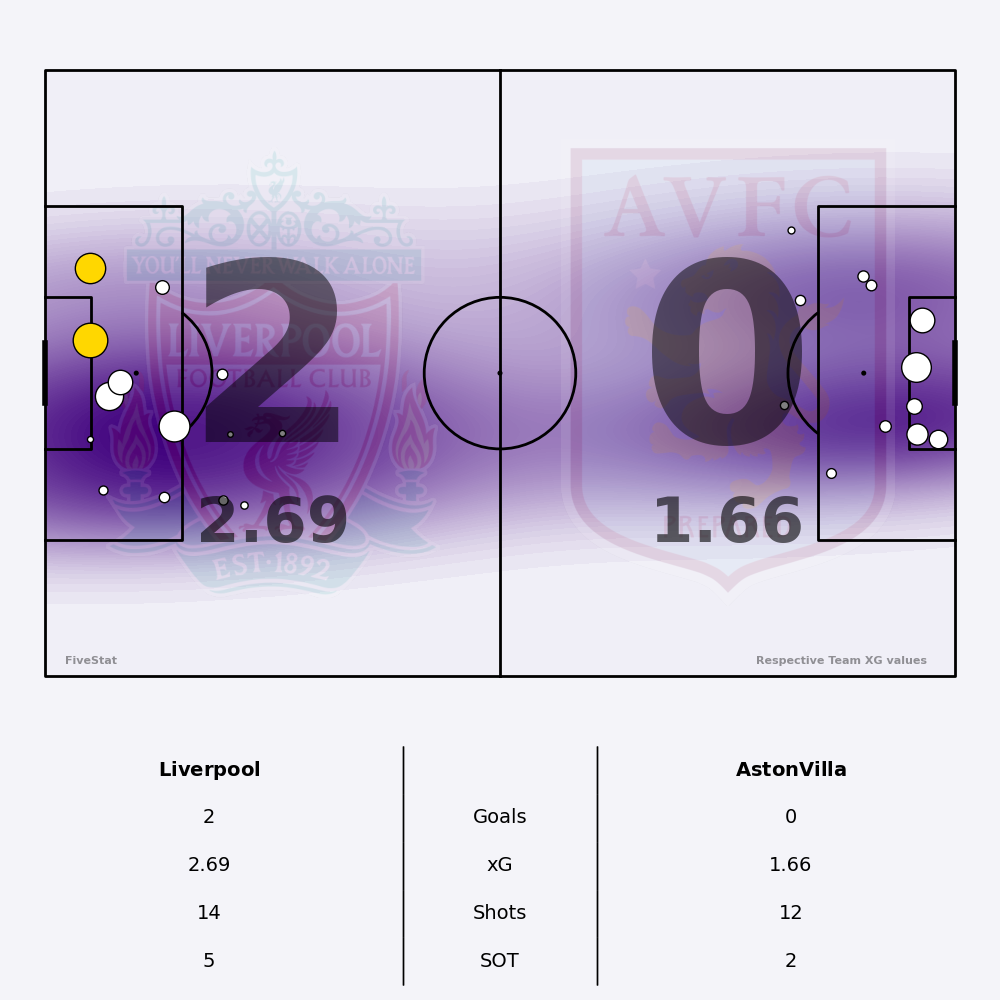 AVFC
YOU'LL NEVER WALK ALONE
2 0
LIVERPOOL
FOOTBALL CLUB
2.69 1.66
EST·1892
FiveStat Respective Team XG values
Liverpool AstonVilla
2 Goals 0
2.69 xG 1.66
14 Shots 12
5 SOT 2